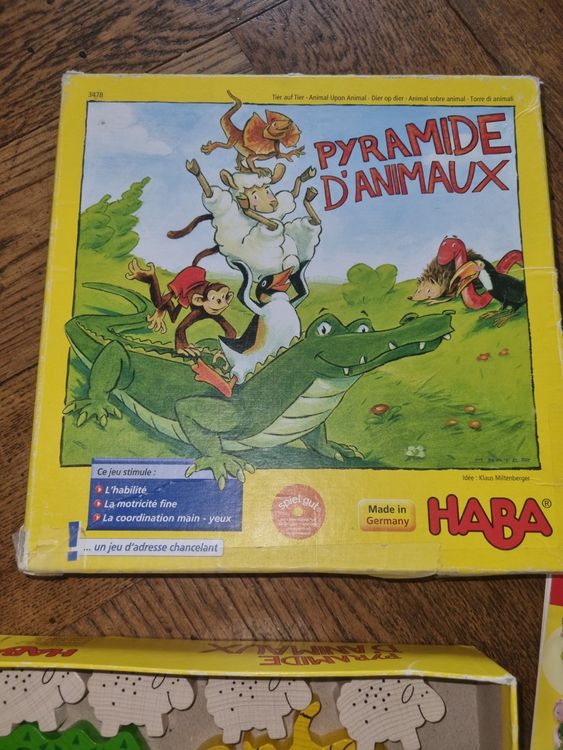 3478
Tier auf Tier · Animal Upon Animal · Dier op dier · Animal sobre animal · Torre di animali
PYRAMIDE
D'ANIMAUX
Idée : Klaus Miltenberger
Ce jeu stimule :
L'habilité
La motricité fine
La coordination main - yeux
! ... un jeu d'adresse chancelant
spiel gut
Made in
Germany
HABA®
HABA
PYRAMIDE
D'ANIMAUX